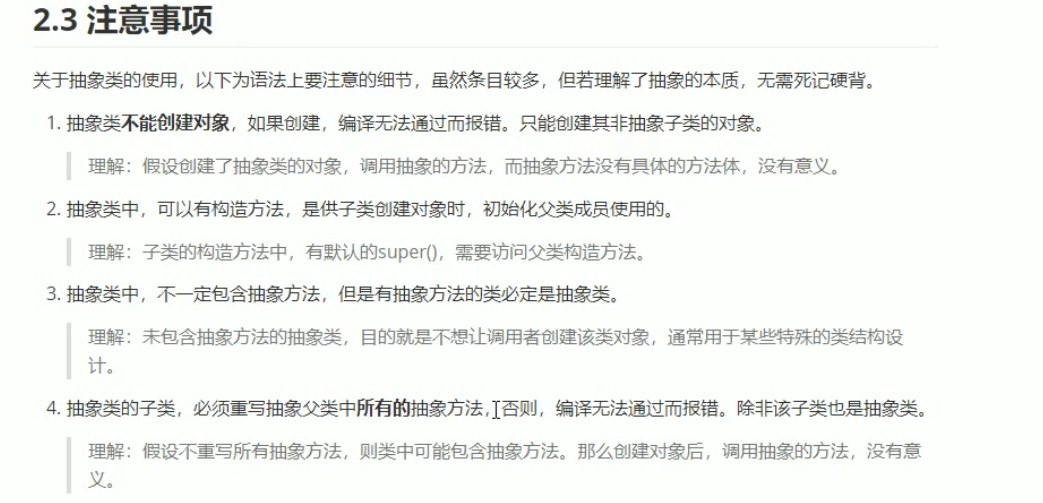 2.3 注意事项
关于抽象类的使用，以下为语法上要注意的细节，虽然条目较多，但若理解了抽象的本质，无需死记硬背。
1. 抽象类不能创建对象，如果创建，编译无法通过而报错。只能创建其非抽象子类的对象。
理解：假设创建了抽象类的对象，调用抽象的方法，而抽象方法没有具体的方法体，没有意义。
2. 抽象类中，可以有构造方法，是供子类创建对象时，初始化父类成员使用的。
理解：子类的构造方法中，有默认的super()，需要访问父类构造方法。
3. 抽象类中，不一定包含抽象方法，但是有抽象方法的类必定是抽象类。
理解：未包含抽象方法的抽象类，目的就是不想让调用者创建该类对象，通常用于某些特殊的类结构设
计。
4. 抽象类的子类，必须重写抽象父类中所有的抽象方法，否则，编译无法通过而报错。除非该子类也是抽象类。
理解：假设不重写所有抽象方法，则类中可能包含抽象方法。那么创建对象后，调用抽象的方法，没有意
义。